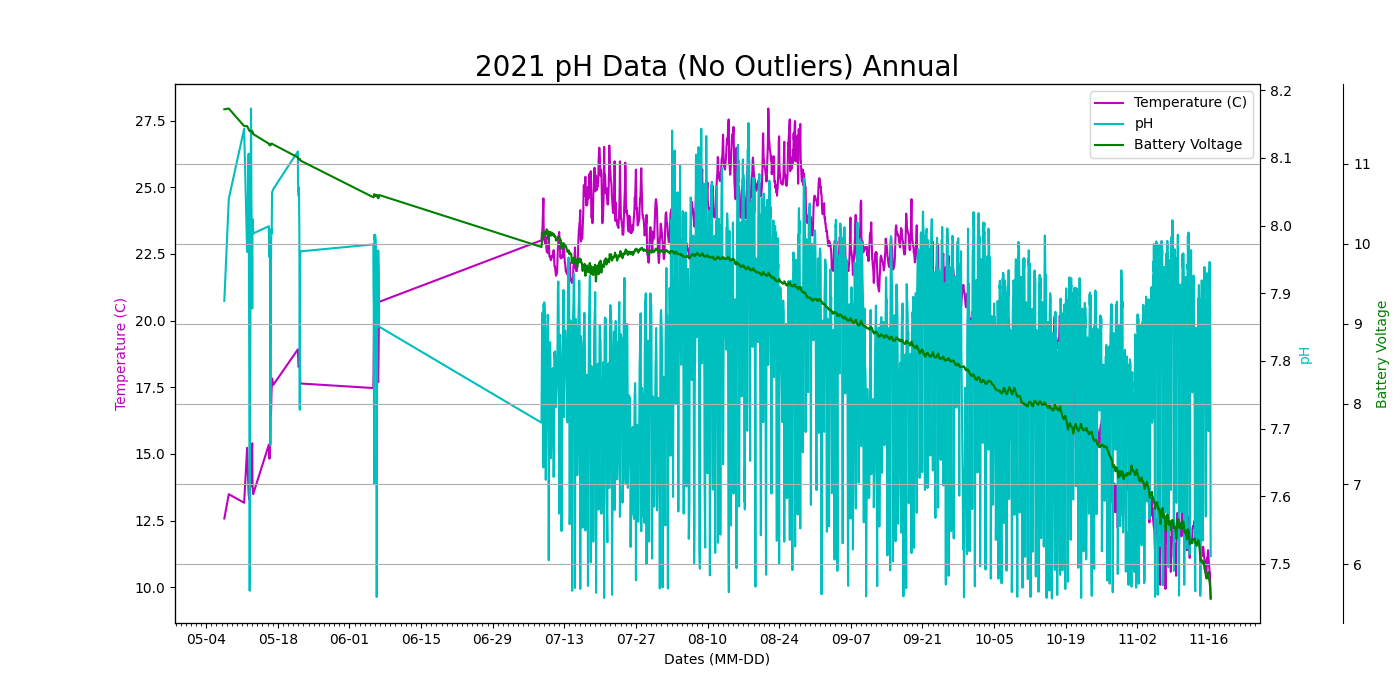 2021 pH Data (No Outliers) Annual
Temperature (C)
pH
Battery Voltage
27.5
25.0
22.5
20.0
17.5
15.0
12.5
10.0
Temperature (C)
8.2
8.1
8.0
7.9
7.8
7.7
7.6
7.5
pH
11
10
9
8
7
6
Battery Voltage
05-04 05-18 06-01 06-15 06-29 07-13 07-27 08-10 08-24 09-07 09-21 10-05 10-19 11-02 11-16
Dates (MM-DD)